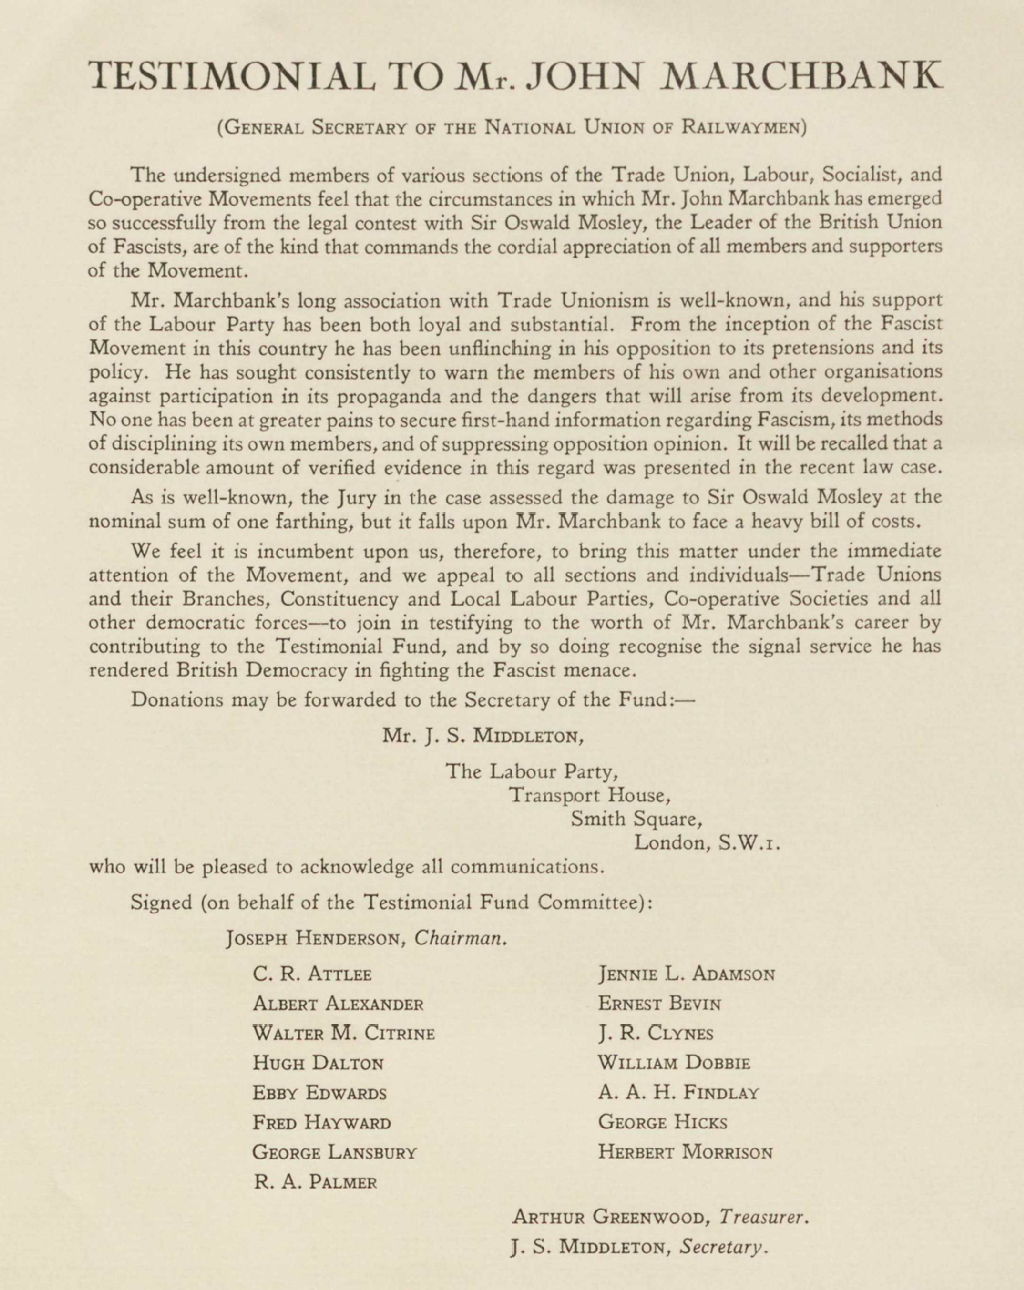 TESTIMONIAL TO Mr. JOHN MARCHBANK
(GENERAL SECRETARY OF THE NATIONAL UNION OF RAILWAYMEN)
The undersigned members of various sections of the Trade Union, Labour, Socialist, and
Co-operative Movements feel that the circumstances in which Mr. John Marchbank has emerged
so successfully from the legal contest with Sir Oswald Mosley, the Leader of the British Union
of Fascists, are of the kind that commands the cordial appreciation of all members and supporters
of the Movement.
Mr. Marchbank's long association with Trade Unionism is well-known, and his support
of the Labour Party has been both loyal and substantial. From the inception of the Fascist
Movement in this country he has been unflinching in his opposition to its pretensions and its
policy. He has sought consistently to warn the members of his own and other organisations
against participation in its propaganda and the dangers that will arise from its development.
No one has been at greater pains to secure first-hand information regarding Fascism, its methods
of disciplining its own members, and of suppressing opposition opinion. It will be recalled that a
considerable amount of verified evidence in this regard was presented in the recent law case.
As is well-known, the Jury in the case assessed the damage to Sir Oswald Mosley at the
nominal sum of one farthing, but it falls upon Mr. Marchbank to face a heavy bill of costs.
We feel it is incumbent upon us, therefore, to bring this matter under the immediate
attention of the Movement, and we appeal to all sections and individuals—Trade Unions
and their Branches, Constituency and Local Labour Parties, Co-operative Societies and all
other democratic forces—to join in testifying to the worth of Mr. Marchbank's career by
contributing to the Testimonial Fund, and by so doing recognise the signal service he has
rendered British Democracy in fighting the Fascist menace.
Donations may be forwarded to the Secretary of the Fund:—
Mr. J. S. MIDDLETON,
The Labour Party,
Transport House,
Smith Square,
London, S.W.1.
who will be pleased to acknowledge all communications.
Signed (on behalf of the Testimonial Fund Committee):
JOSEPH HENDERSON, Chairman.
C. R. ATTLEE
ALBERT ALEXANDER
WALTER M. CITRINE
HUGH DALTON
EBBY EDWARDS
FRED HAYWARD
GEORGE LANSBURY
R. A. PALMER
JENNIE L. ADAMSON
ERNEST BEVIN
J. R. CLYNES
WILLIAM DOBBIE
A. A. H. FINDLAY
GEORGE HICKS
HERBERT MORRISON
ARTHUR GREENWOOD, Treasurer.
J. S. MIDDLETON, Secretary.